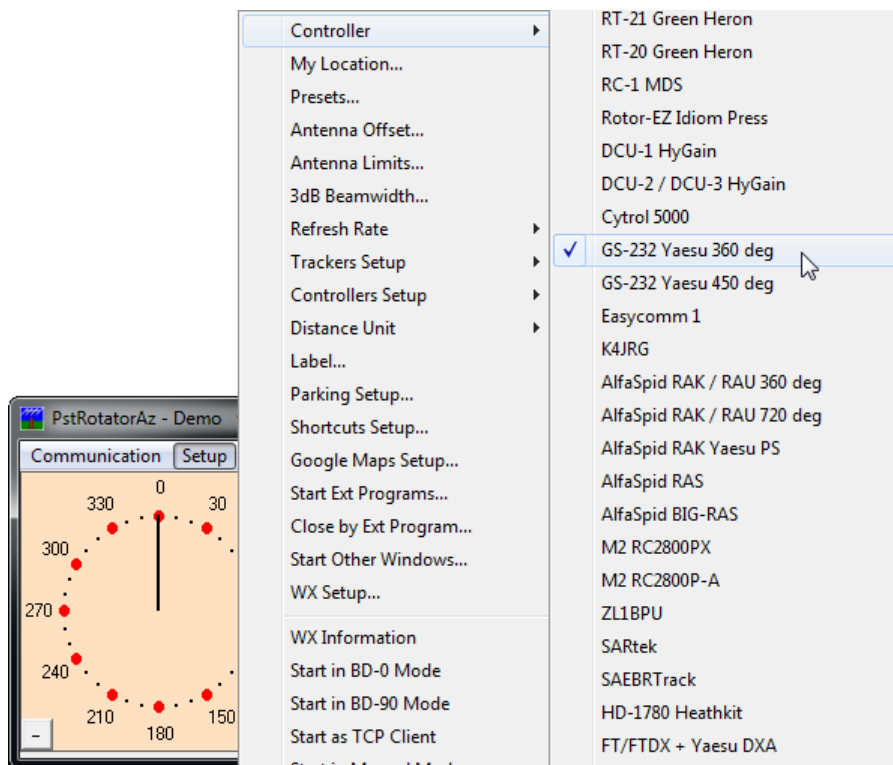 Controller
My Location...
Presets...
Antenna Offset...
Antenna Limits...
3dB Beamwidth...
Refresh Rate
Trackers Setup
Controllers Setup
Distance Unit
Label...
Parking Setup...
Shortcuts Setup...
Google Maps Setup...
Start Ext Programs...
Close by Ext Program...
Start Other Windows...
WX Setup...
WX Information
Start in BD-0 Mode
Start in BD-90 Mode
Start as TCP Client
RT-21 Green Heron
RT-20 Green Heron
RC-1 MDS
Rotor-EZ Idiom Press
DCU-1 HyGain
DCU-2 / DCU-3 HyGain
Cytrol 5000
GS-232 Yaesu 360 deg
GS-232 Yaesu 450 deg
Easycomm 1
K4JRG
AlfaSpid RAK / RAU 360 deg
AlfaSpid RAK / RAU 720 deg
AlfaSpid RAK Yaesu PS
AlfaSpid RAS
AlfaSpid BIG-RAS
M2 RC2800PX
M2 RC2800P-A
ZL1BPU
SARtek
SAEBRTrack
HD-1780 Heathkit
FT/FTDX + Yaesu DXA
PstRotatorAz - Demo
Communication Setup
0
330 30
300
270
240
210 150
180
-